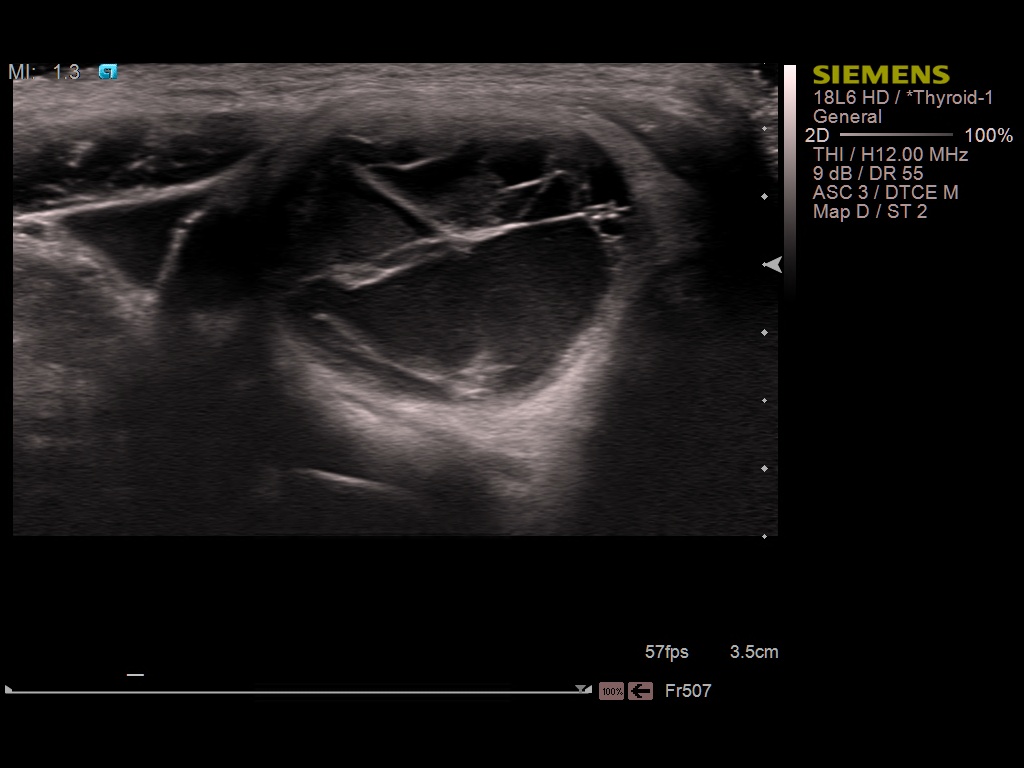 MI: 1.3
SIEMENS
18L6 HD / *Thyroid-1
General
2D 100%
THI / H12.00 MHz
9 dB / DR 55
ASC 3 / DTCE M
Map D / ST 2
57fps 3.5cm
100% Fr507